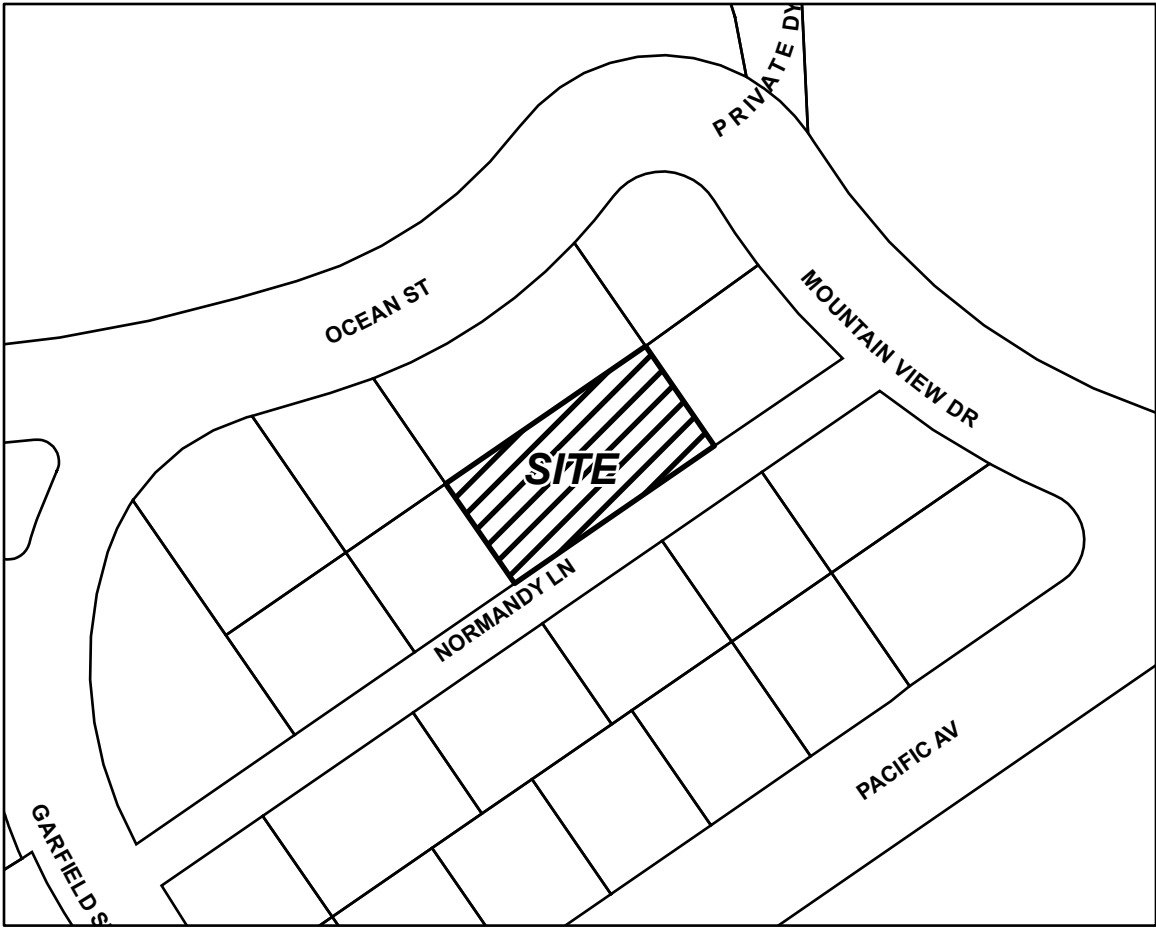 PRIVATE DY
OCEAN ST
MOUNTAIN VIEW DR
SITE
NORMANDY LN
PACIFIC AV
GARFIELD